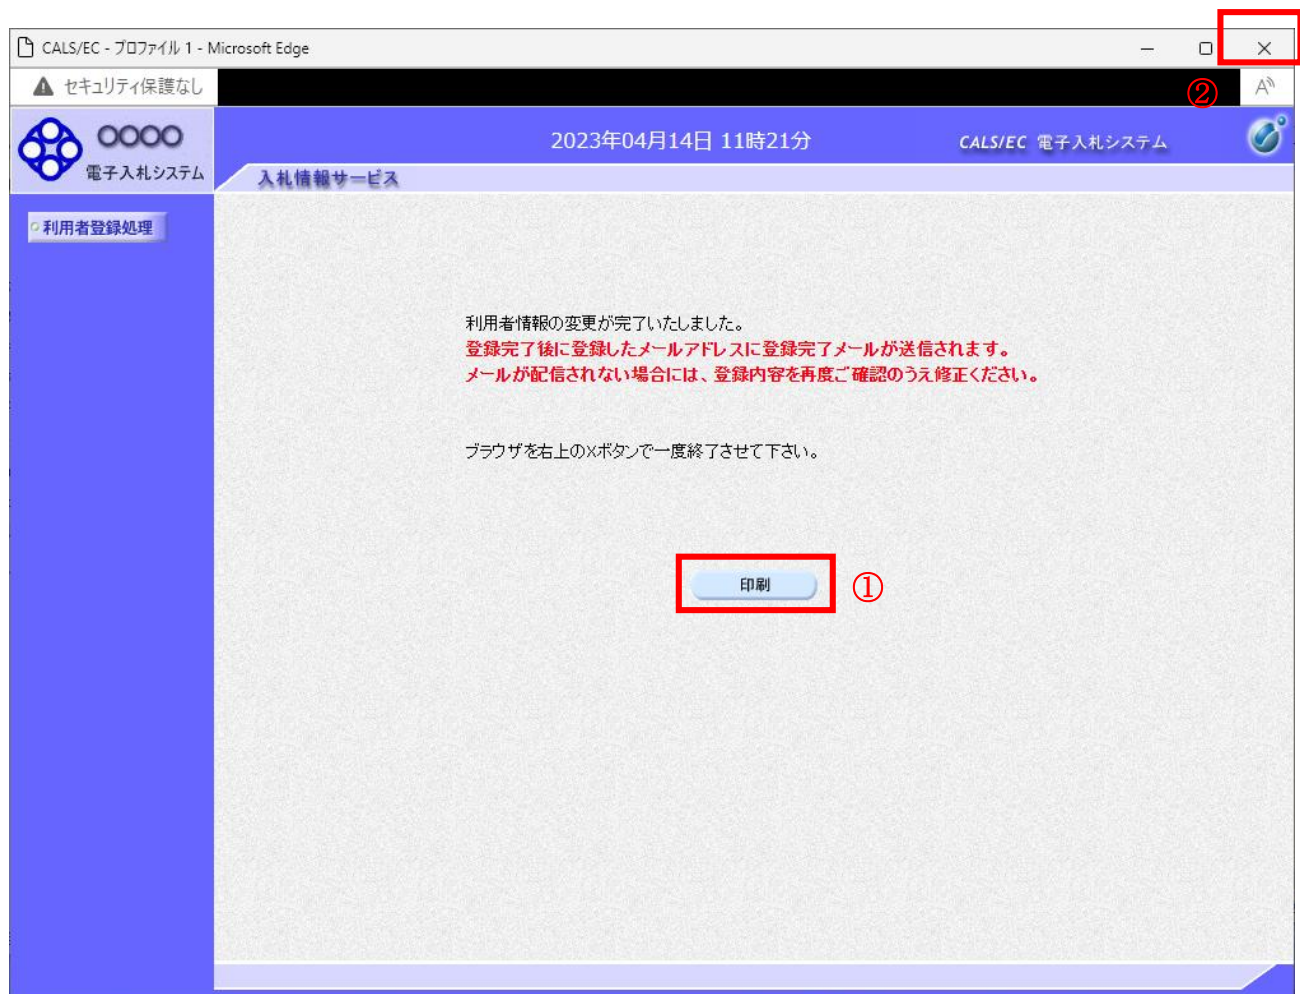 CALS/EC - プロファイル 1 - Microsoft Edge
セキュリティ保護なし
②
A
〇〇〇〇
電子入札システム
2023年04月14日 11時21分
CALS/EC 電子入札システム
入札情報サービス
利用者登録処理
利用者情報の変更が完了いたしました。
登録完了後に登録したメールアドレスに登録完了メールが送信されます。
メールが配信されない場合には、登録内容を再度ご確認のうえ修正ください。
ブラウザを右上の×ボタンで一度終了させて下さい。
印刷
①